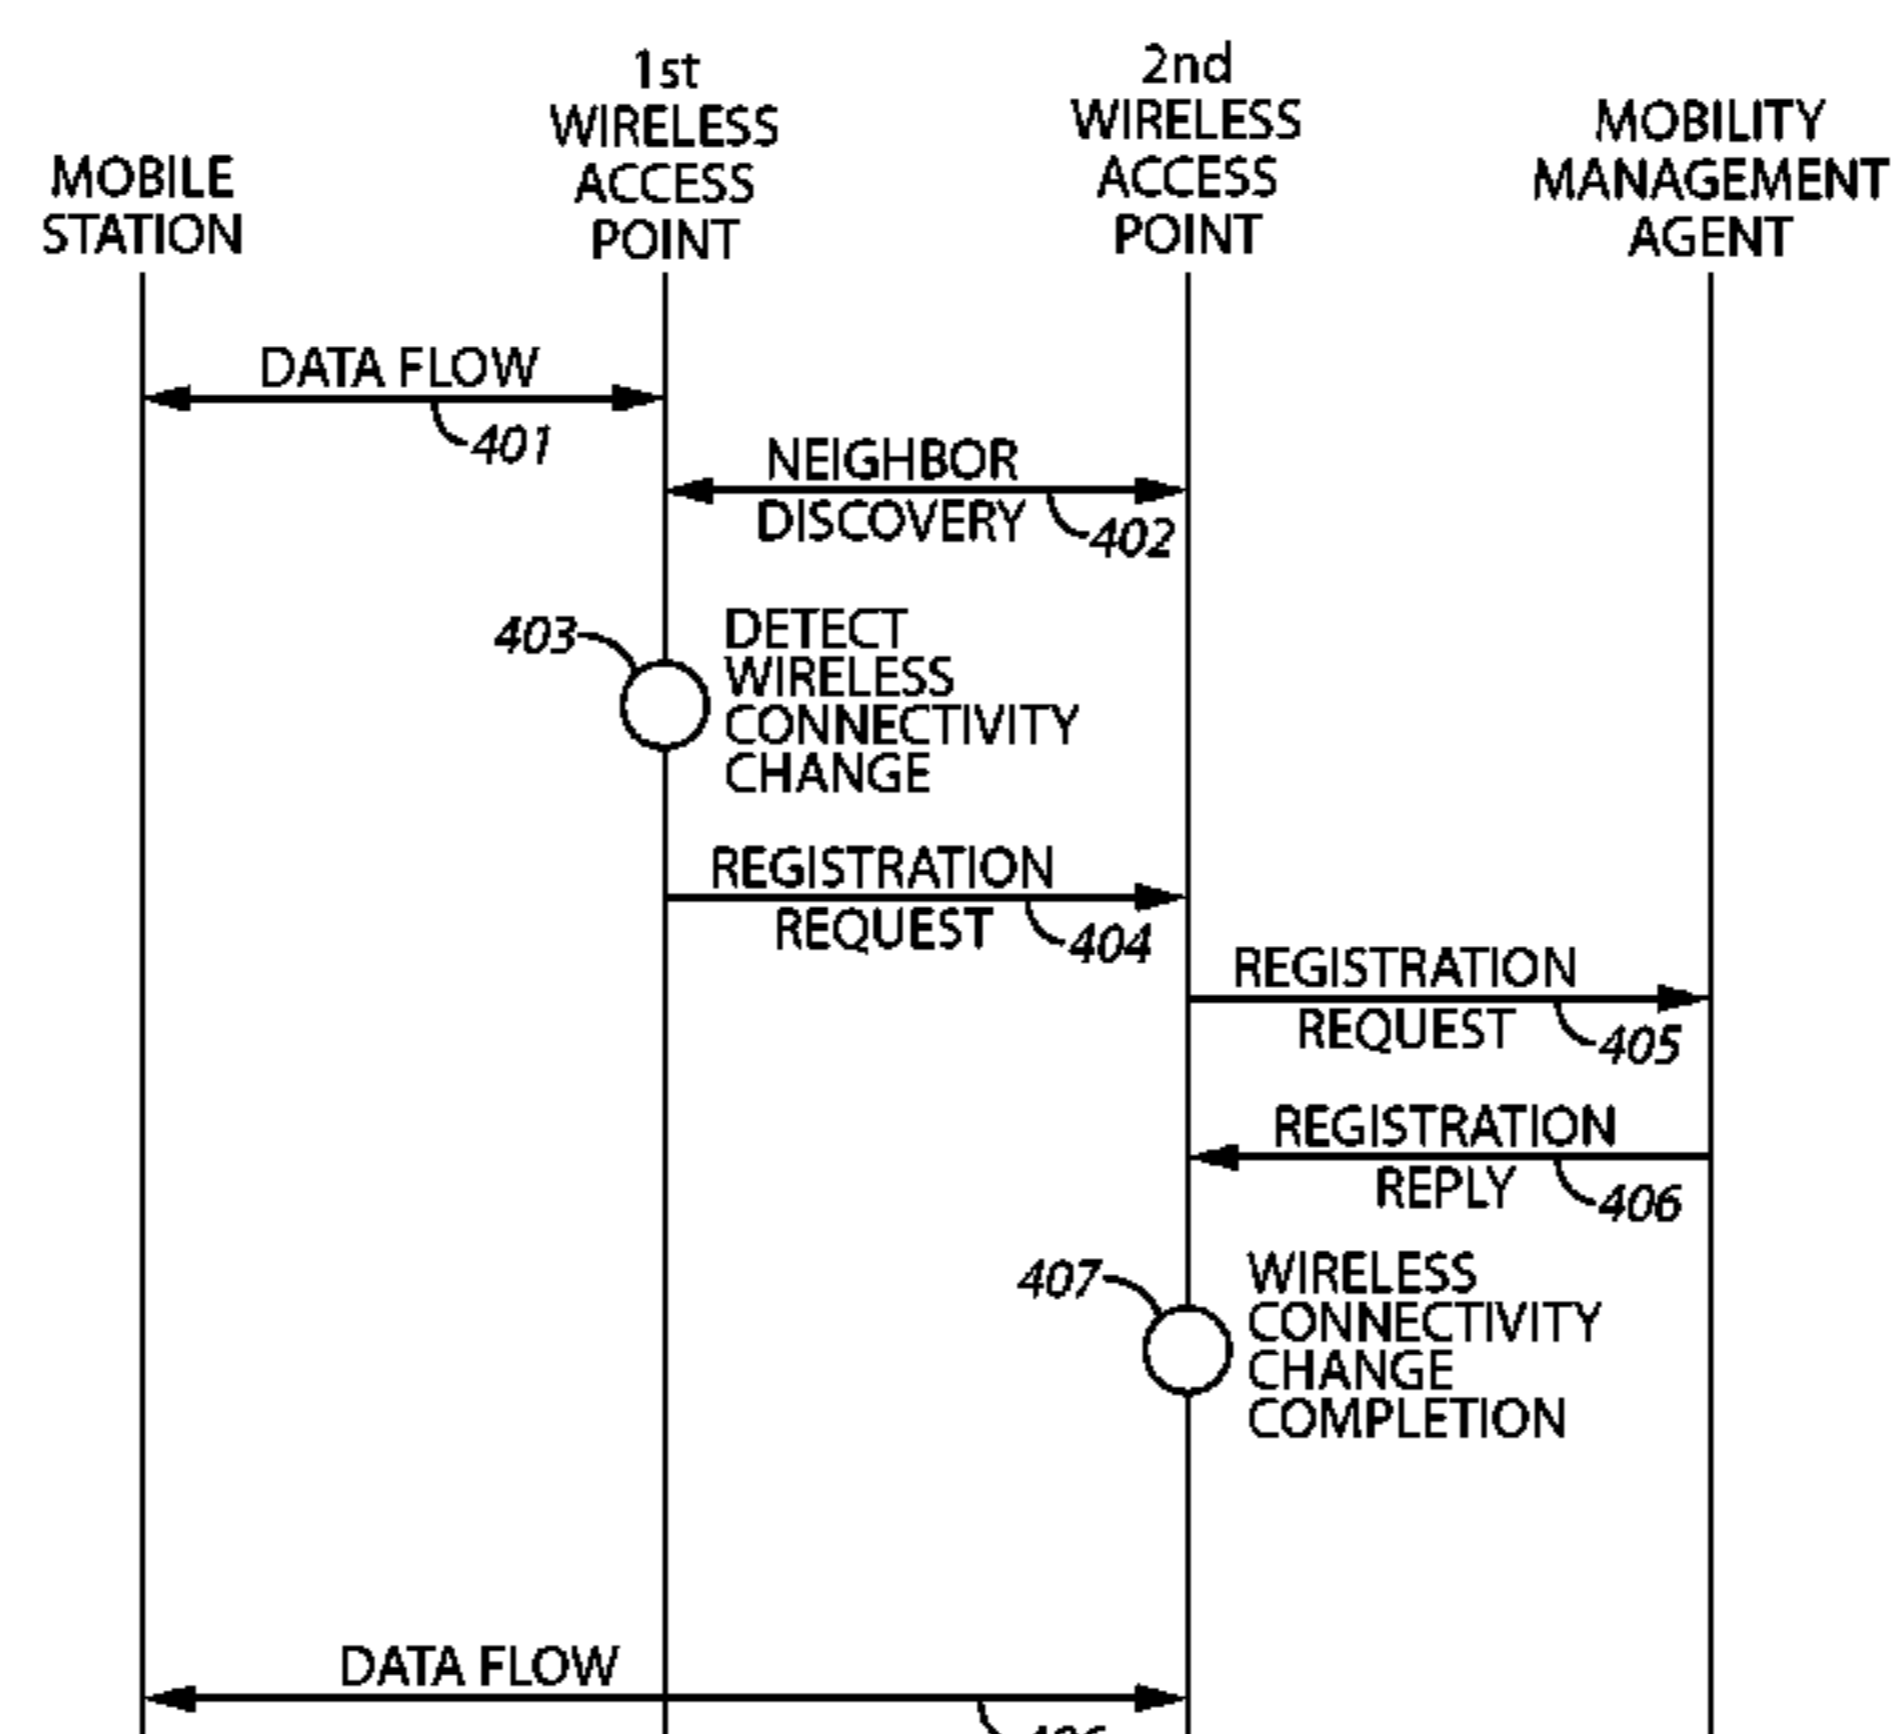 MOBILE
STATION
1st
WIRELESS
ACCESS
POINT
2nd
WIRELESS
ACCESS
POINT
MOBILITY
MANAGEMENT
AGENT
DATA FLOW
401
NEIGHBOR
DISCOVERY
402
403
DETECT
WIRELESS
CONNECTIVITY
CHANGE
REGISTRATION
REQUEST
404
REGISTRATION
REQUEST
405
REGISTRATION
REPLY
406
407
WIRELESS
CONNECTIVITY
CHANGE
COMPLETION
DATA FLOW